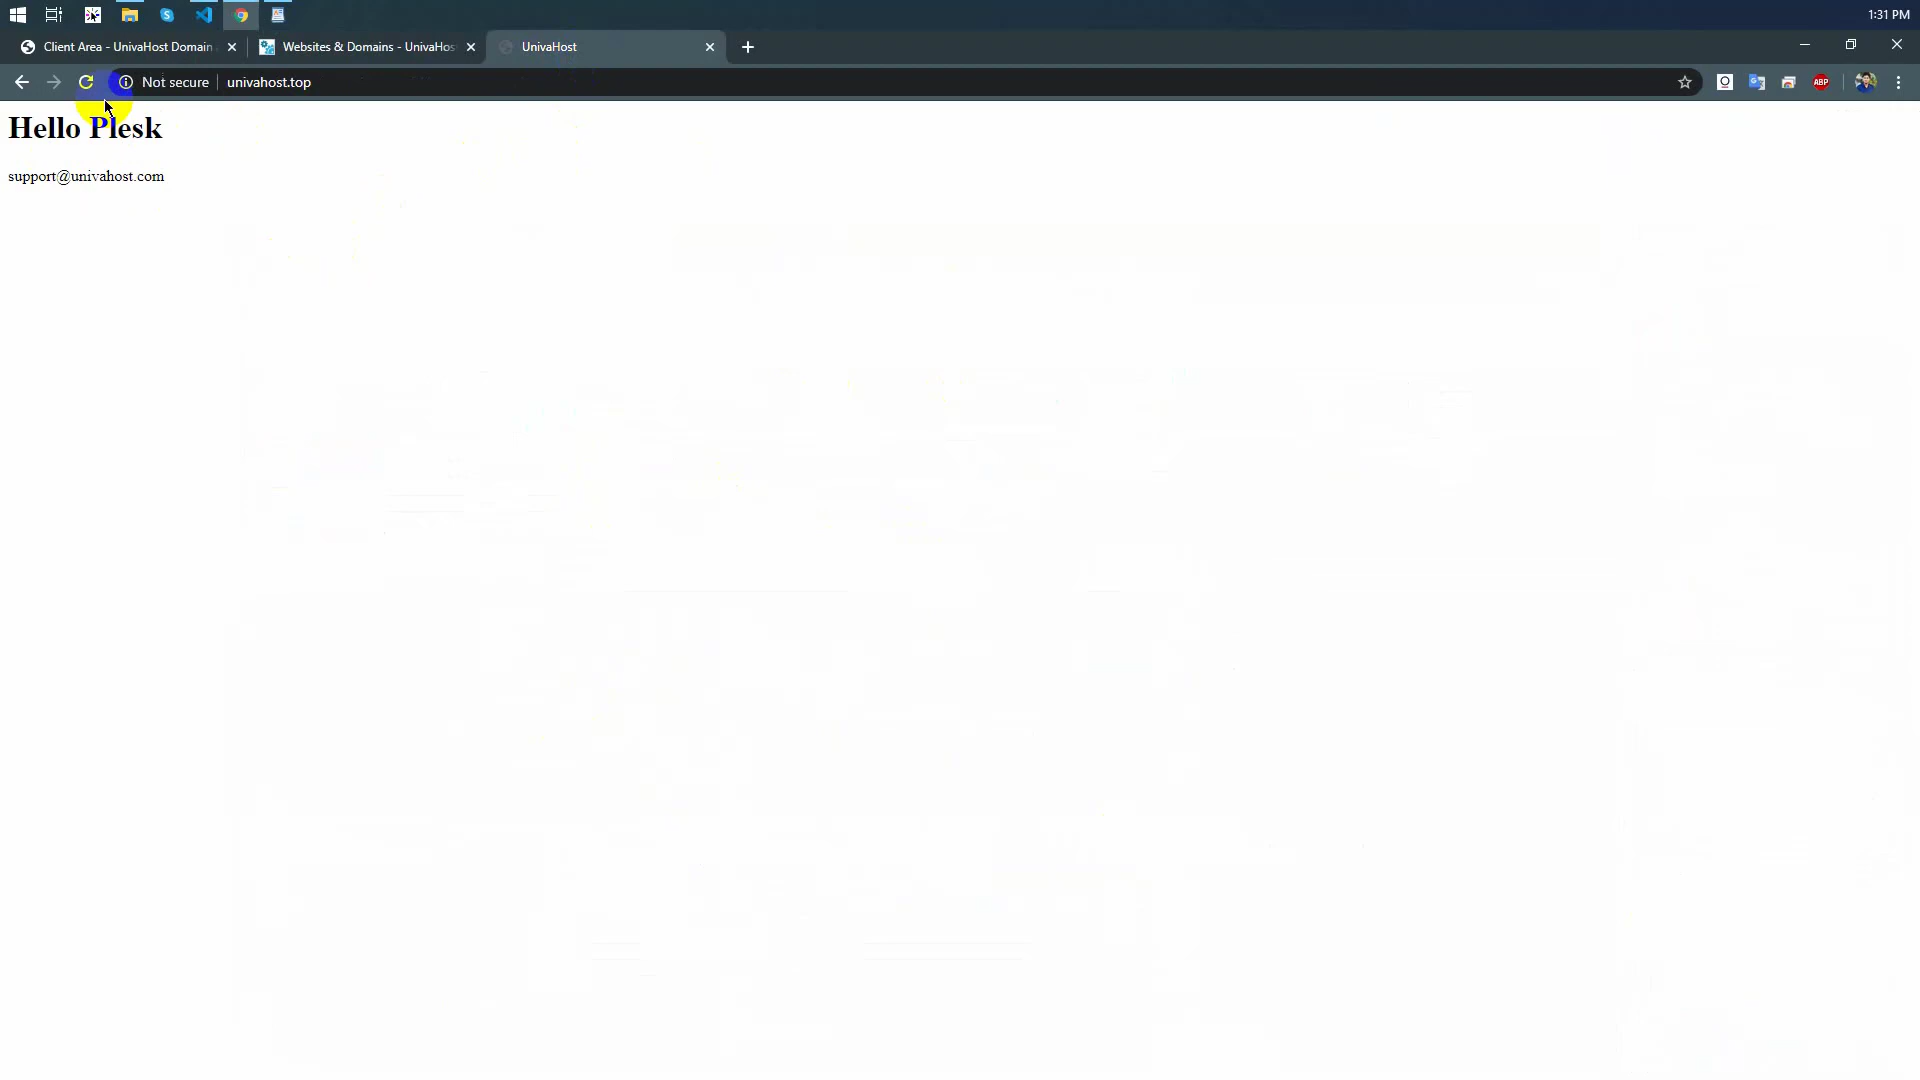 1:31 PM
Client Area - UnivaHost Domain
Websites & Domains - UnivaHos
UnivaHost
Not secure
univahost.top
ABP
Hello Plesk
support@univahost.com